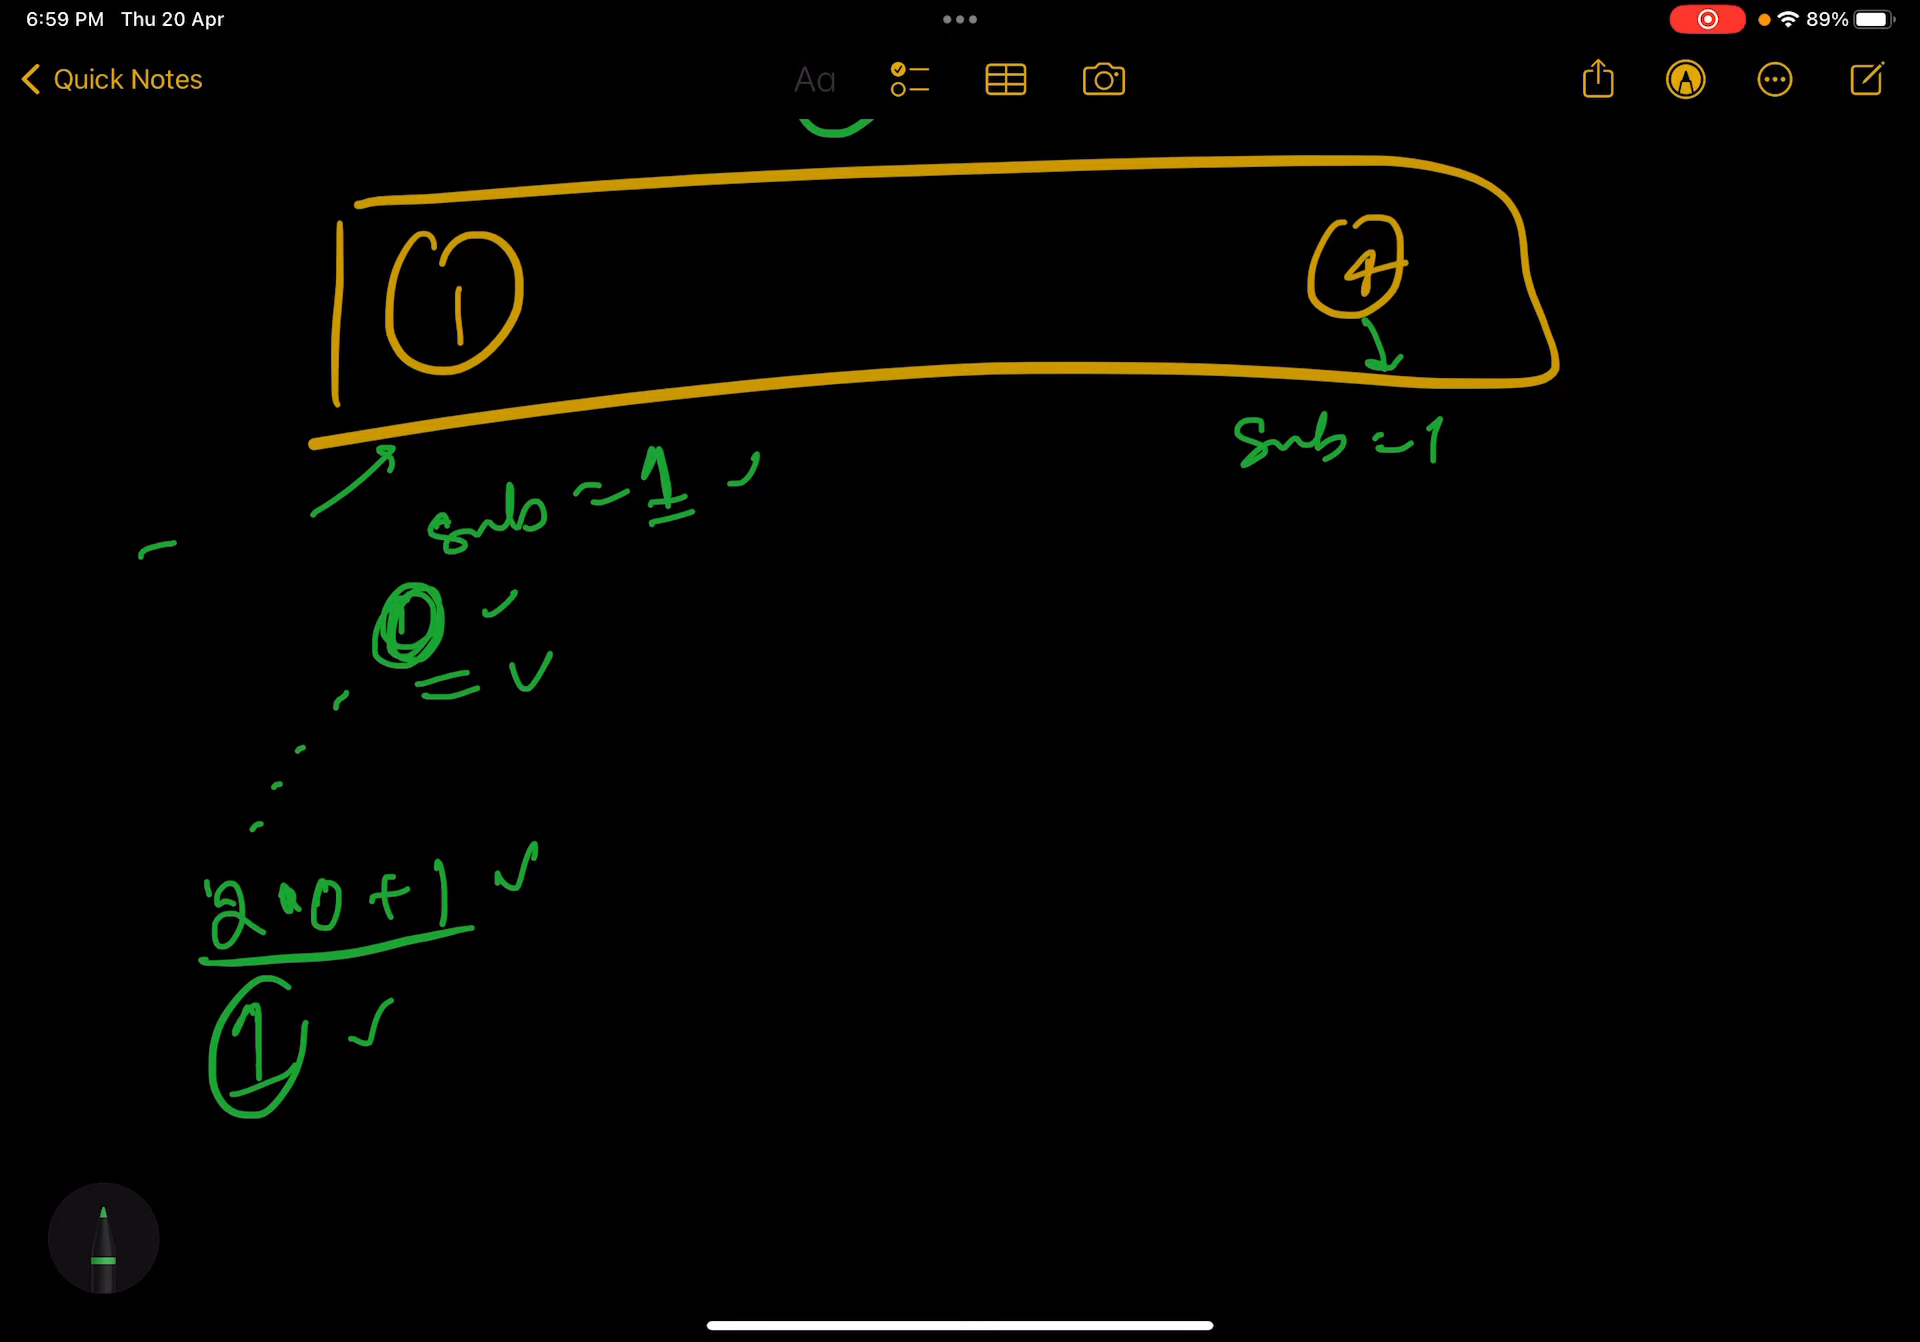 6:59 PM Thu 20 Apr
89%
Quick Notes
Aa
1
4
sub = 1
sub = 1
1
2*0+1
1